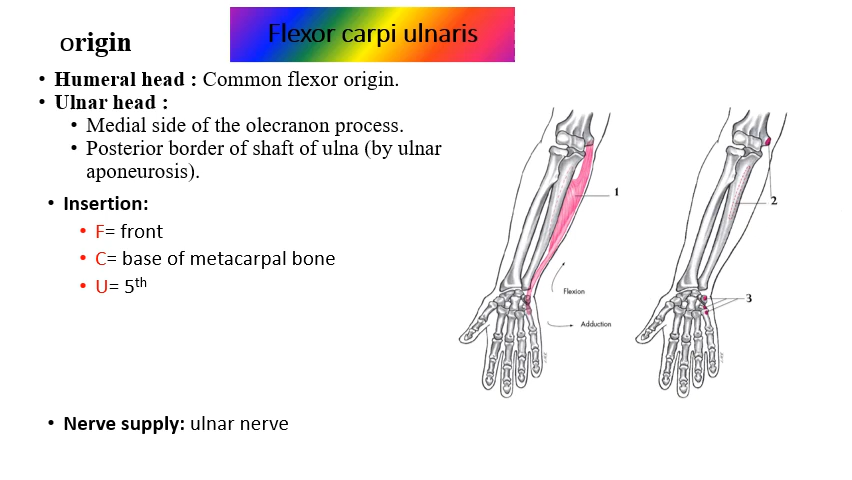 Flexor carpi ulnaris
origin
• Humeral head : Common flexor origin.
• Ulnar head :
• Medial side of the olecranon process.
• Posterior border of shaft of ulna (by ulnar
aponeurosis).
• Insertion:
• F= front
• C= base of metacarpal bone
• U= 5th
• Nerve supply: ulnar nerve
1
Flexion
Adduction
2
3